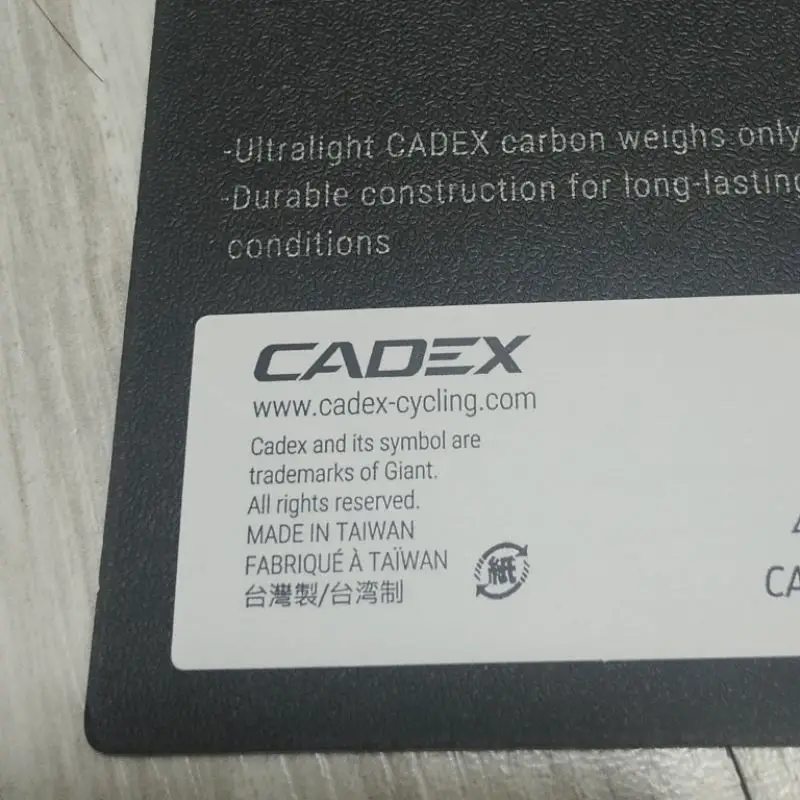 -Ultralight CADEX carbon weighs only
-Durable construction for long-lasting
conditions
CADEX
www.cadex-cycling.com
Cadex and its symbol are
trademarks of Giant.
All rights reserved.
MADE IN TAIWAN
FABRIQUÉ À TAÏWAN
台灣製/台湾制
紙
CA